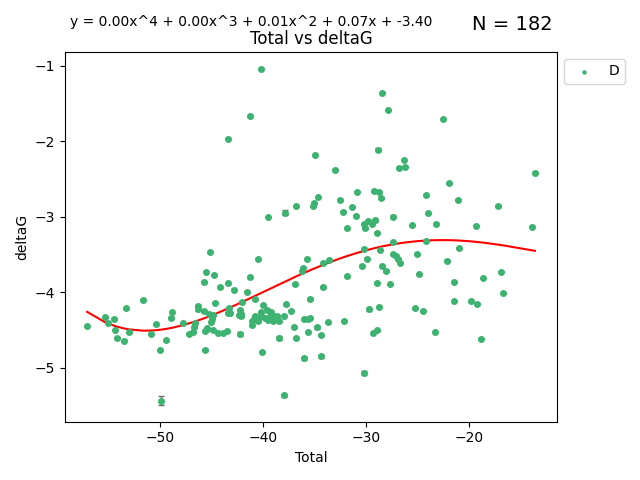 y = 0.00x^4 + 0.00x^3 + 0.01x^2 + 0.07x + -3.40
N = 182
Total vs deltaG
D
−1
−2
−3
−4
−5
deltaG
−50 −40 −30 −20
Total